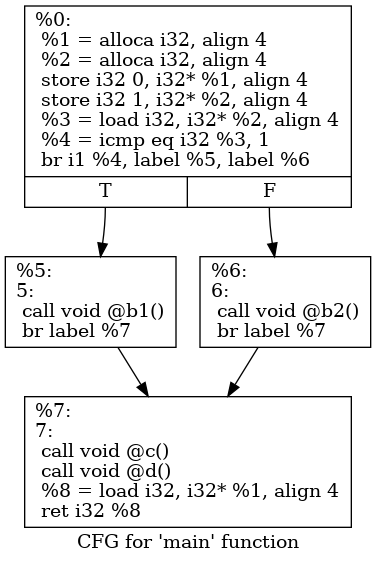 %0:
%1 = alloca i32, align 4
%2 = alloca i32, align 4
store i32 0, i32* %1, align 4
store i32 1, i32* %2, align 4
%3 = load i32, i32* %2, align 4
%4 = icmp eq i32 %3, 1
br i1 %4, label %5, label %6
T F
%5:
5:
call void @b1()
br label %7
%6:
6:
call void @b2()
br label %7
%7:
7:
call void @c()
call void @d()
%8 = load i32, i32* %1, align 4
ret i32 %8
CFG for 'main' function